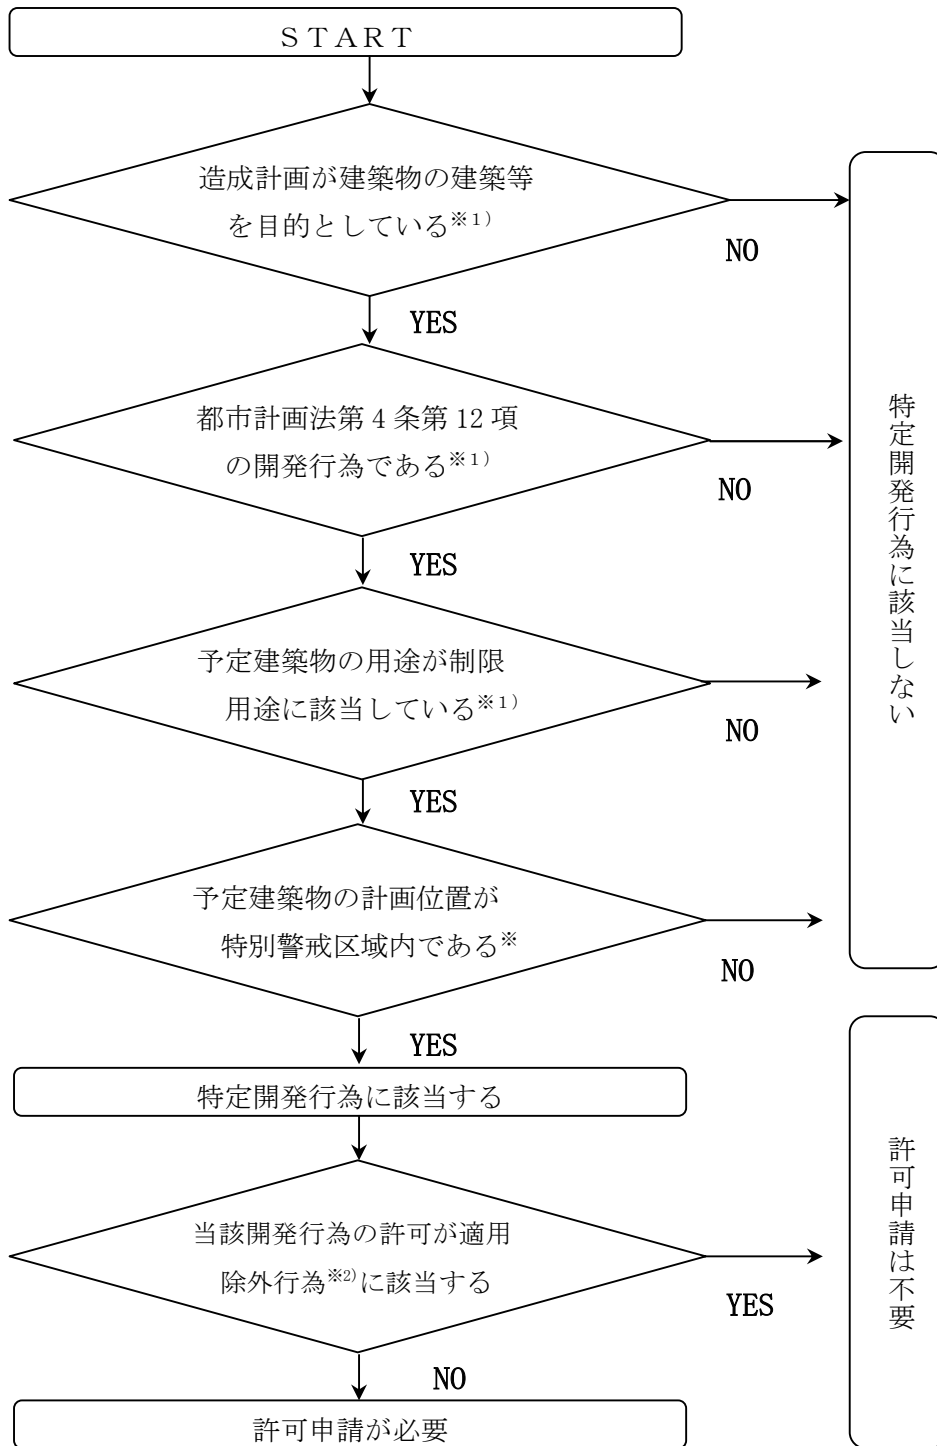 ＳＴＡＲＴ
造成計画が建築物の建築等
を目的としている※1）
NO
YES
都市計画法第 4 条第 12 項
の開発行為である※1）
NO
YES
予定建築物の用途が制限
用途に該当している※1）
NO
YES
予定建築物の計画位置が
特別警戒区域内である※
NO
YES
特定開発行為に該当しない
特定開発行為に該当する
当該開発行為の許可が適用
除外行為※2)に該当する
YES
NO
許可申請は不要
許可申請が必要